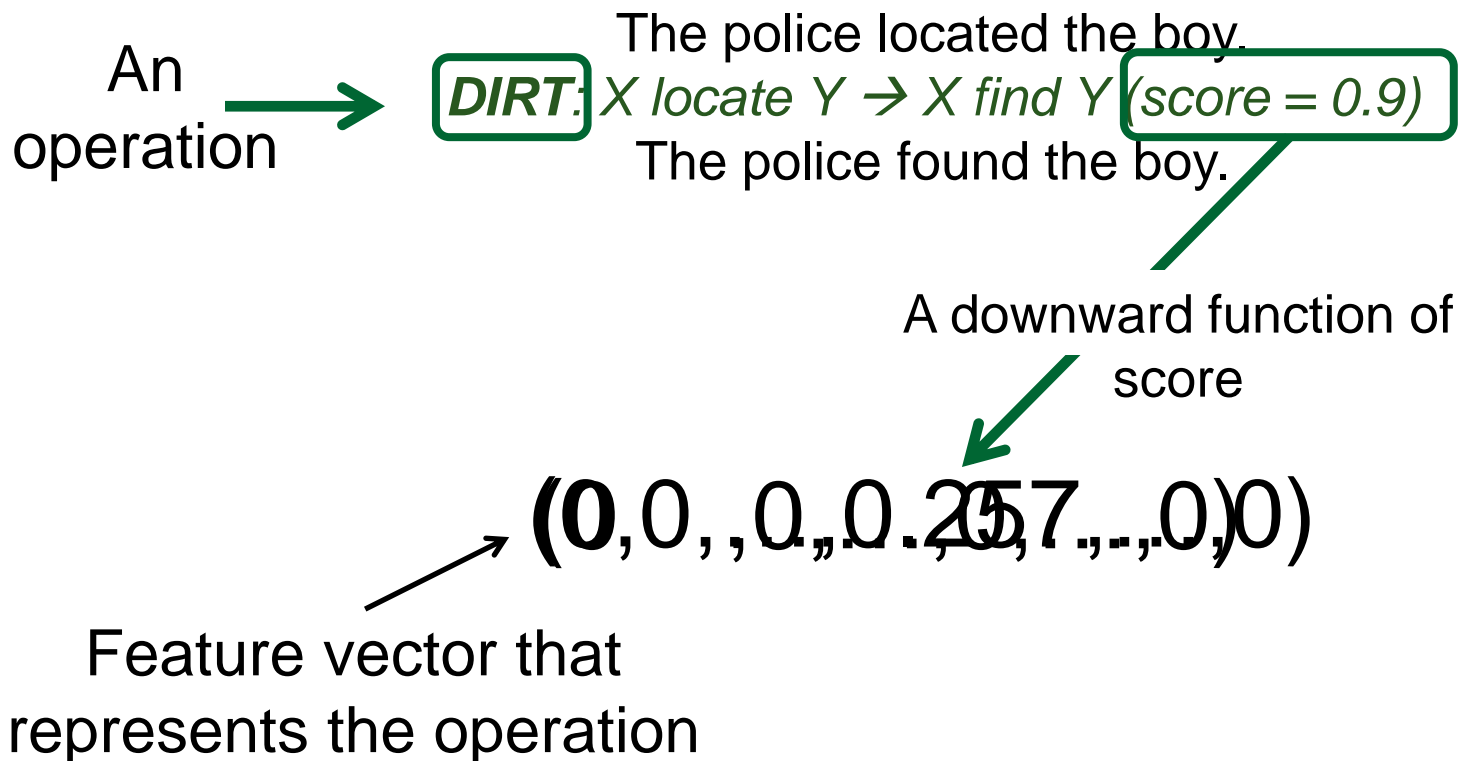 The police located the boy.
An
operation
DIRT: X locate Y → X find Y (score = 0.9)
The police found the boy.
A downward function of
score
Feature vector that
represents the operation